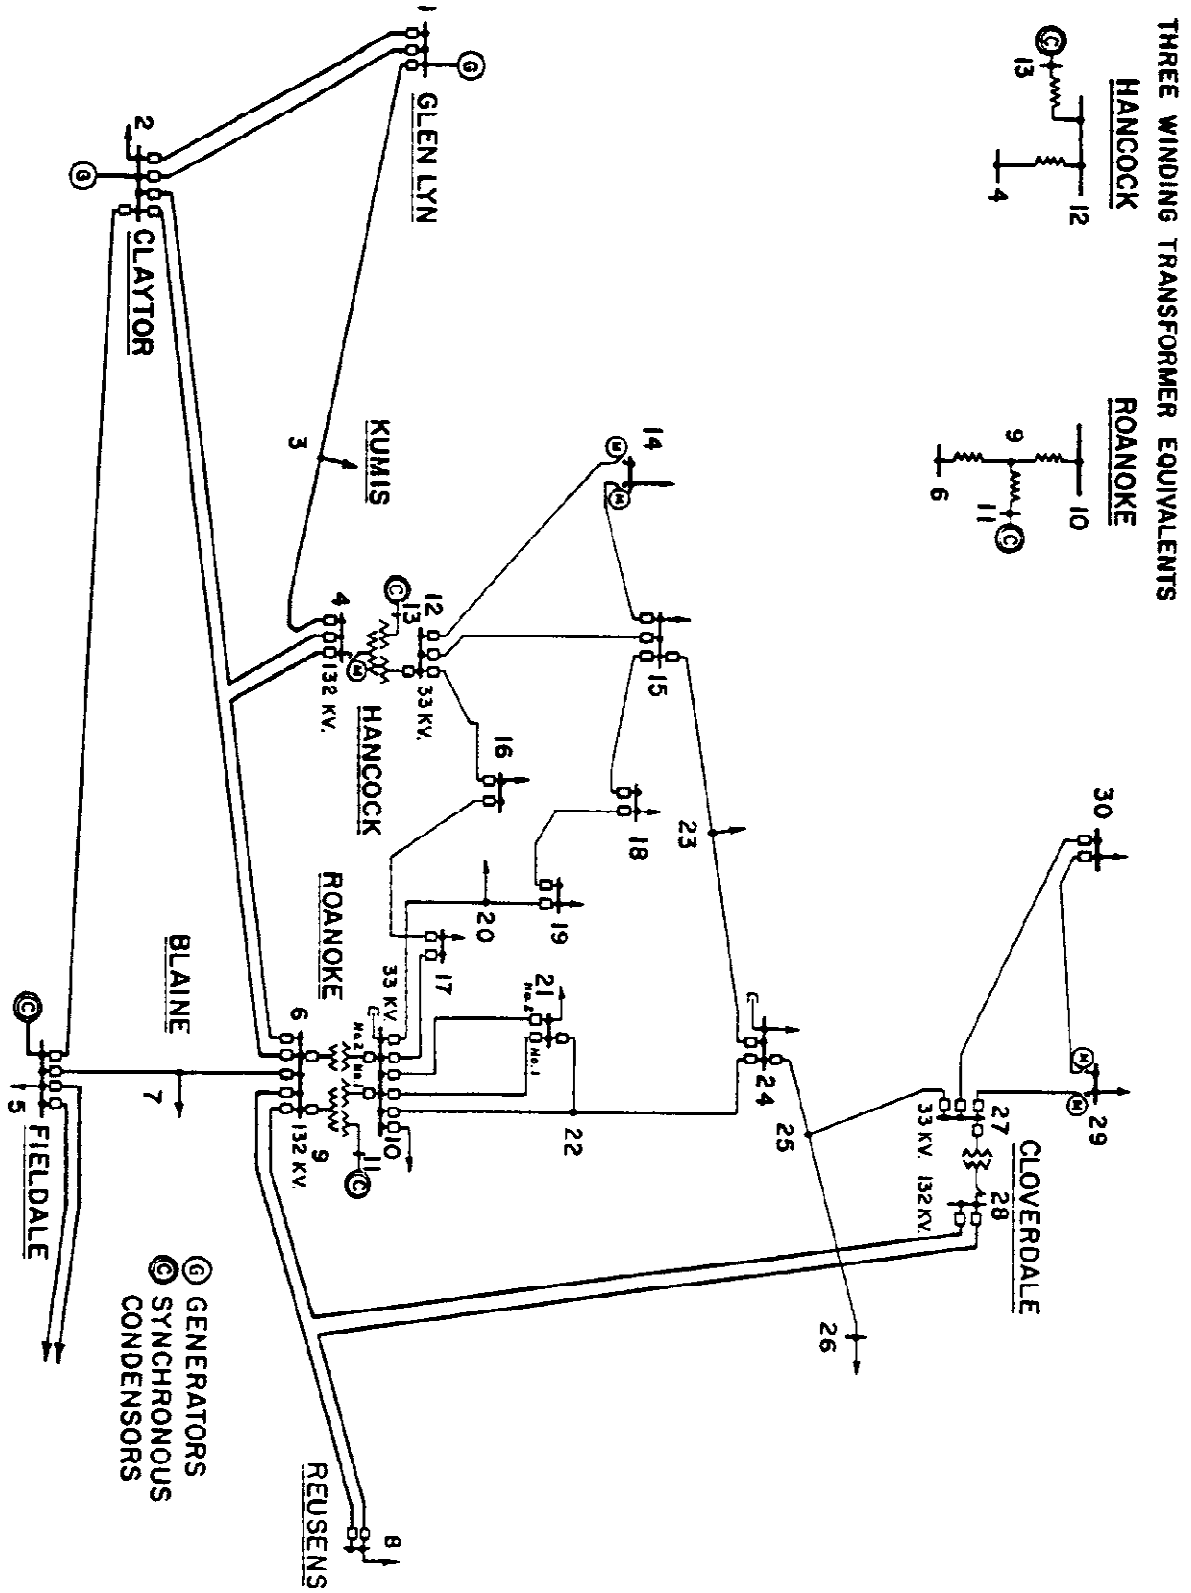 THREE WINDING TRANSFORMER EQUIVALENTS
HANCOCK
C
13
12
4
ROANOKE
9
10
6
11
C
1
G
GLEN LYN
2
G
CLAYTOR
3
KUMIS
14
M
M
15
12
C
13
4
M
132 KV.
33 KV.
HANCOCK
16
18
23
30
17
19
20
21
No. 2
No. 1
22
24
C
25
26
29
M
M
27
33 KV.
132 KV.
28
CLOVERDALE
ROANOKE
33 KV.
C
6
No. 2
No. 1
10
132 KV.
9
11
C
BLAINE
7
C
5
FIELDALE
8
REUSENS
G GENERATORS
C SYNCHRONOUS
CONDENSORS